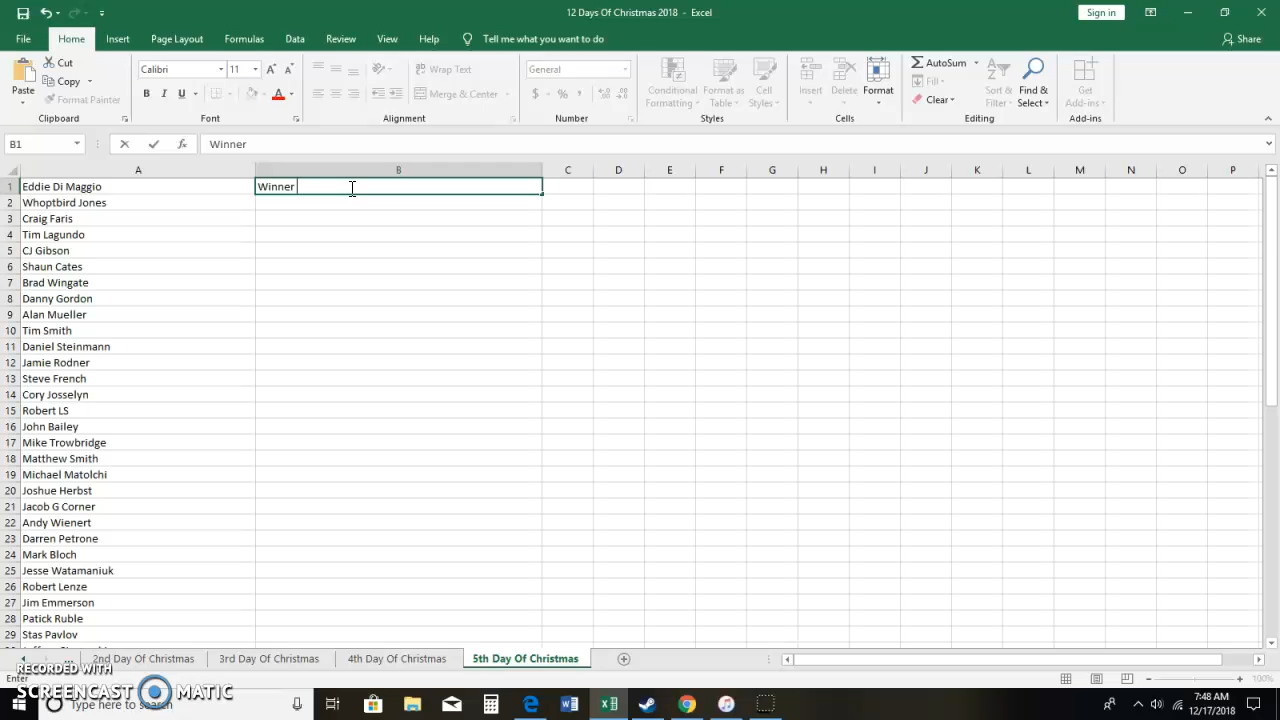 12 Days Of Christmas 2018 - Excel
Sign in
File Home Insert Page Layout Formulas Data Review View Help Tell me what you want to do Share
Paste
Cut
Copy
Format Painter
Clipboard
Calibri 11 A A
B I U A
Font
Wrap Text
Merge & Center
Alignment
General
$ % ,
Number
Conditional Formatting
Format as Table
Cell Styles
Styles
Insert Delete Format
Cells
AutoSum
Fill
Clear
Sort & Filter
Find & Select
Editing
Get Add-ins
Add-ins
B1 fx Winner
A B C D E F G H I J K L M N O P
1 Eddie Di Maggio Winner
2 Whoptbird Jones
3 Craig Faris
4 Tim Lagundo
5 CJ Gibson
6 Shaun Cates
7 Brad Wingate
8 Danny Gordon
9 Alan Mueller
10 Tim Smith
11 Daniel Steinmann
12 Jamie Rodner
13 Steve French
14 Cory Josselyn
15 Robert LS
16 John Bailey
17 Mike Trowbridge
18 Matthew Smith
19 Michael Matolchi
20 Joshue Herbst
21 Jacob G Corner
22 Andy Wienert
23 Darren Petrone
24 Mark Bloch
25 Jesse Watamaniuk
26 Robert Lenze
27 Jim Emmerson
28 Patick Ruble
29 Stas Pavlov
... 2nd Day Of Christmas 3rd Day Of Christmas 4th Day Of Christmas 5th Day Of Christmas
RECORDED WITH
Enter 100%
SCREENCAST MATIC
Type here to search
7:48 AM
12/17/2018